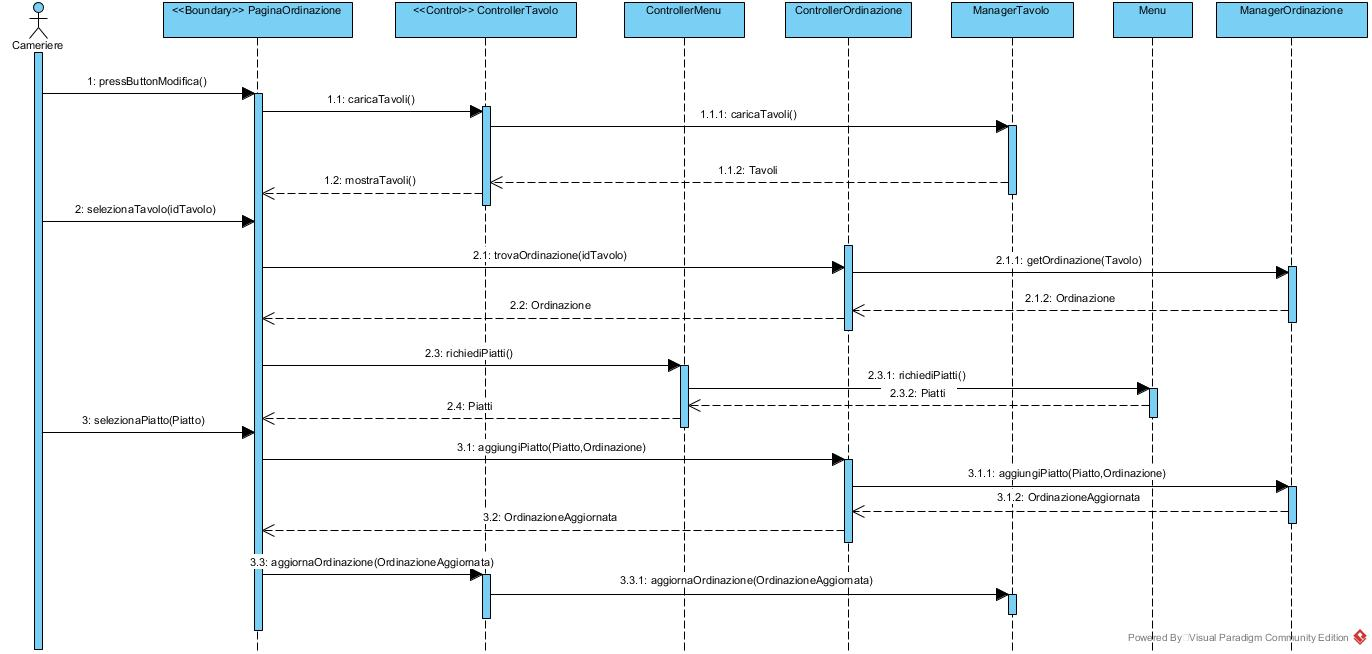 <<Boundary>> PaginaOrdinazione
<<Control>> ControllerTavolo
ControllerMenu
ControllerOrdinazione
ManagerTavolo
Menu
ManagerOrdinazione
Cameriere
1: pressButtonModifica()
1.1: caricaTavoli()
1.1.1: caricaTavoli()
1.1.2: Tavoli
1.2: mostraTavoli()
2: selezionaTavolo(idTavolo)
2.1: trovaOrdinazione(idTavolo)
2.1.1: getOrdinazione(Tavolo)
2.1.2: Ordinazione
2.2: Ordinazione
2.3: richiediPiatti()
2.3.1: richiediPiatti()
2.3.2: Piatti
2.4: Piatti
3: selezionaPiatto(Piatto)
3.1: aggiungiPiatto(Piatto,Ordinazione)
3.1.1: aggiungiPiatto(Piatto,Ordinazione)
3.1.2: OrdinazioneAggiornata
3.2: OrdinazioneAggiornata
3.3: aggiornaOrdinazione(OrdinazioneAggiornata)
3.3.1: aggiornaOrdinazione(OrdinazioneAggiornata)
Powered By Visual Paradigm Community Edition